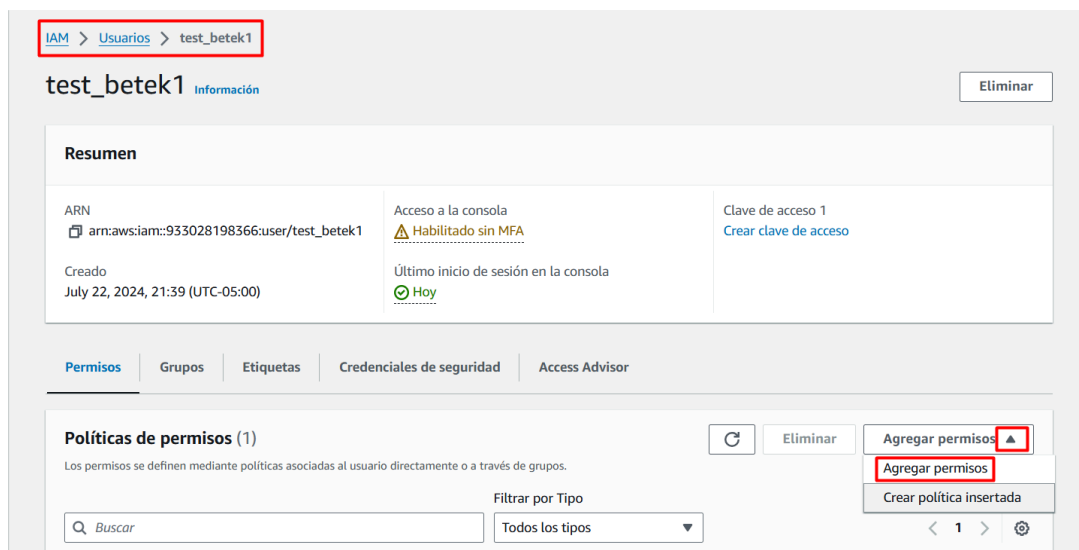 IAM > Usuarios > test_betek1
test_betek1 Información
Eliminar
Resumen
ARN
arn:aws:iam::933028198366:user/test_betek1
Creado
July 22, 2024, 21:39 (UTC-05:00)
Acceso a la consola
Habilitado sin MFA
Último inicio de sesión en la consola
Hoy
Clave de acceso 1
Crear clave de acceso
Permisos Grupos Etiquetas Credenciales de seguridad Access Advisor
Políticas de permisos (1)
Eliminar
Agregar permisos
Los permisos se definen mediante políticas asociadas al usuario directamente o a través de grupos.
Agregar permisos
Crear política insertada
Filtrar por Tipo
Buscar
Todos los tipos
< 1 >